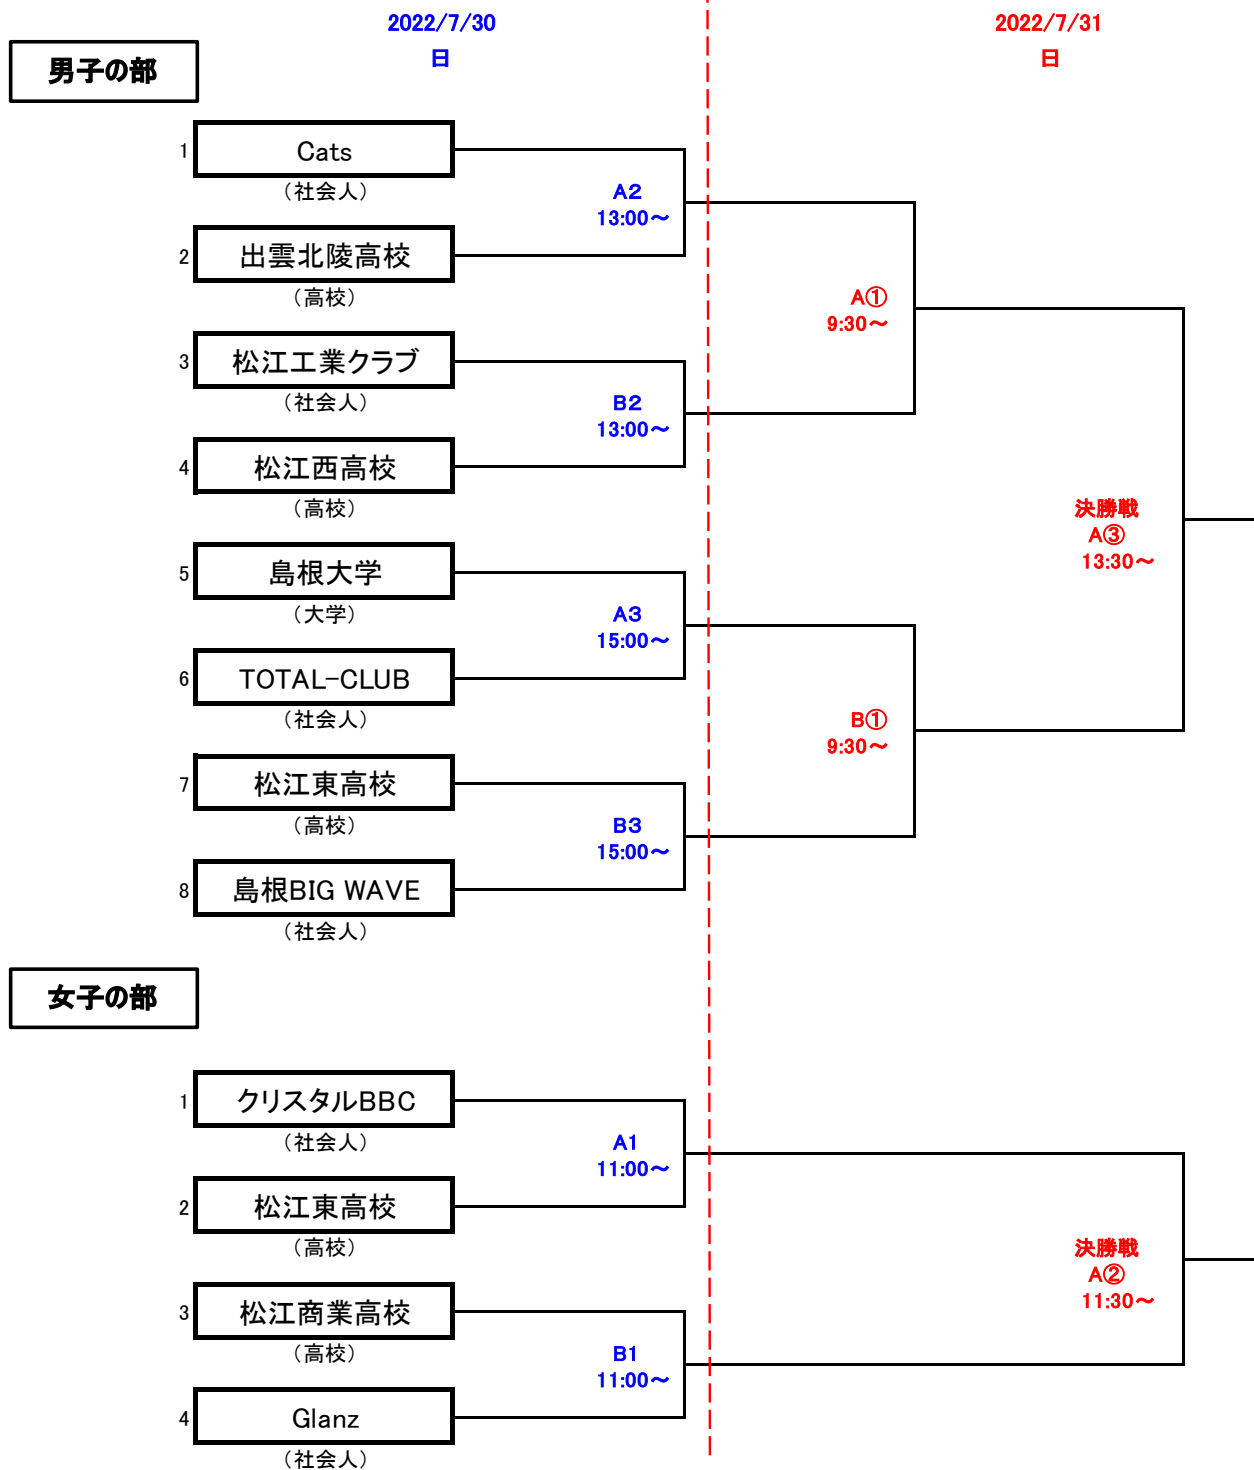 2022/7/30
2022/7/31
日
日
男子の部
1
Cats
（社会人）
A2
13:00～
2
出雲北陵高校
（高校）
A①
9:30～
3
松江工業クラブ
（社会人）
B2
13:00～
4
松江西高校
（高校）
決勝戦
A③
13:30～
5
島根大学
（大学）
A3
15:00～
6
TOTAL-CLUB
（社会人）
B①
9:30～
7
松江東高校
（高校）
B3
15:00～
8
島根BIG WAVE
（社会人）
女子の部
1
クリスタルBBC
（社会人）
A1
11:00～
2
松江東高校
（高校）
決勝戦
A②
11:30～
3
松江商業高校
（高校）
B1
11:00～
4
Glanz
（社会人）